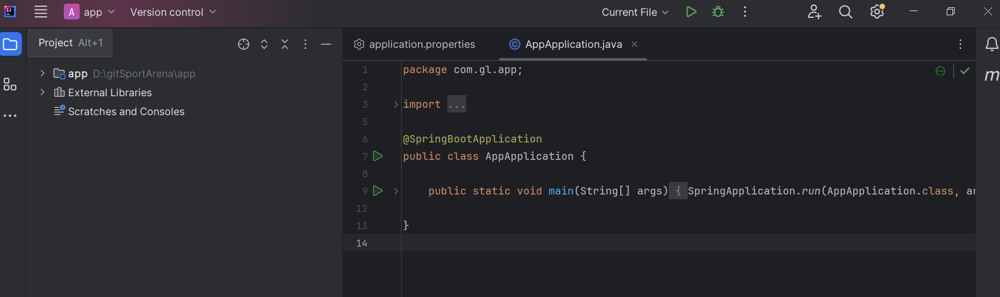 A app Version control Current File
Project Alt+1
application.properties AppApplication.java
app D:\gitSportArena\app
External Libraries
Scratches and Consoles
1 package com.gl.app;
2
3 import ...
5
6 @SpringBootApplication
7 public class AppApplication {
8
9 public static void main(String[] args) { SpringApplication.run(AppApplication.class, ar
12
13 }
14
m